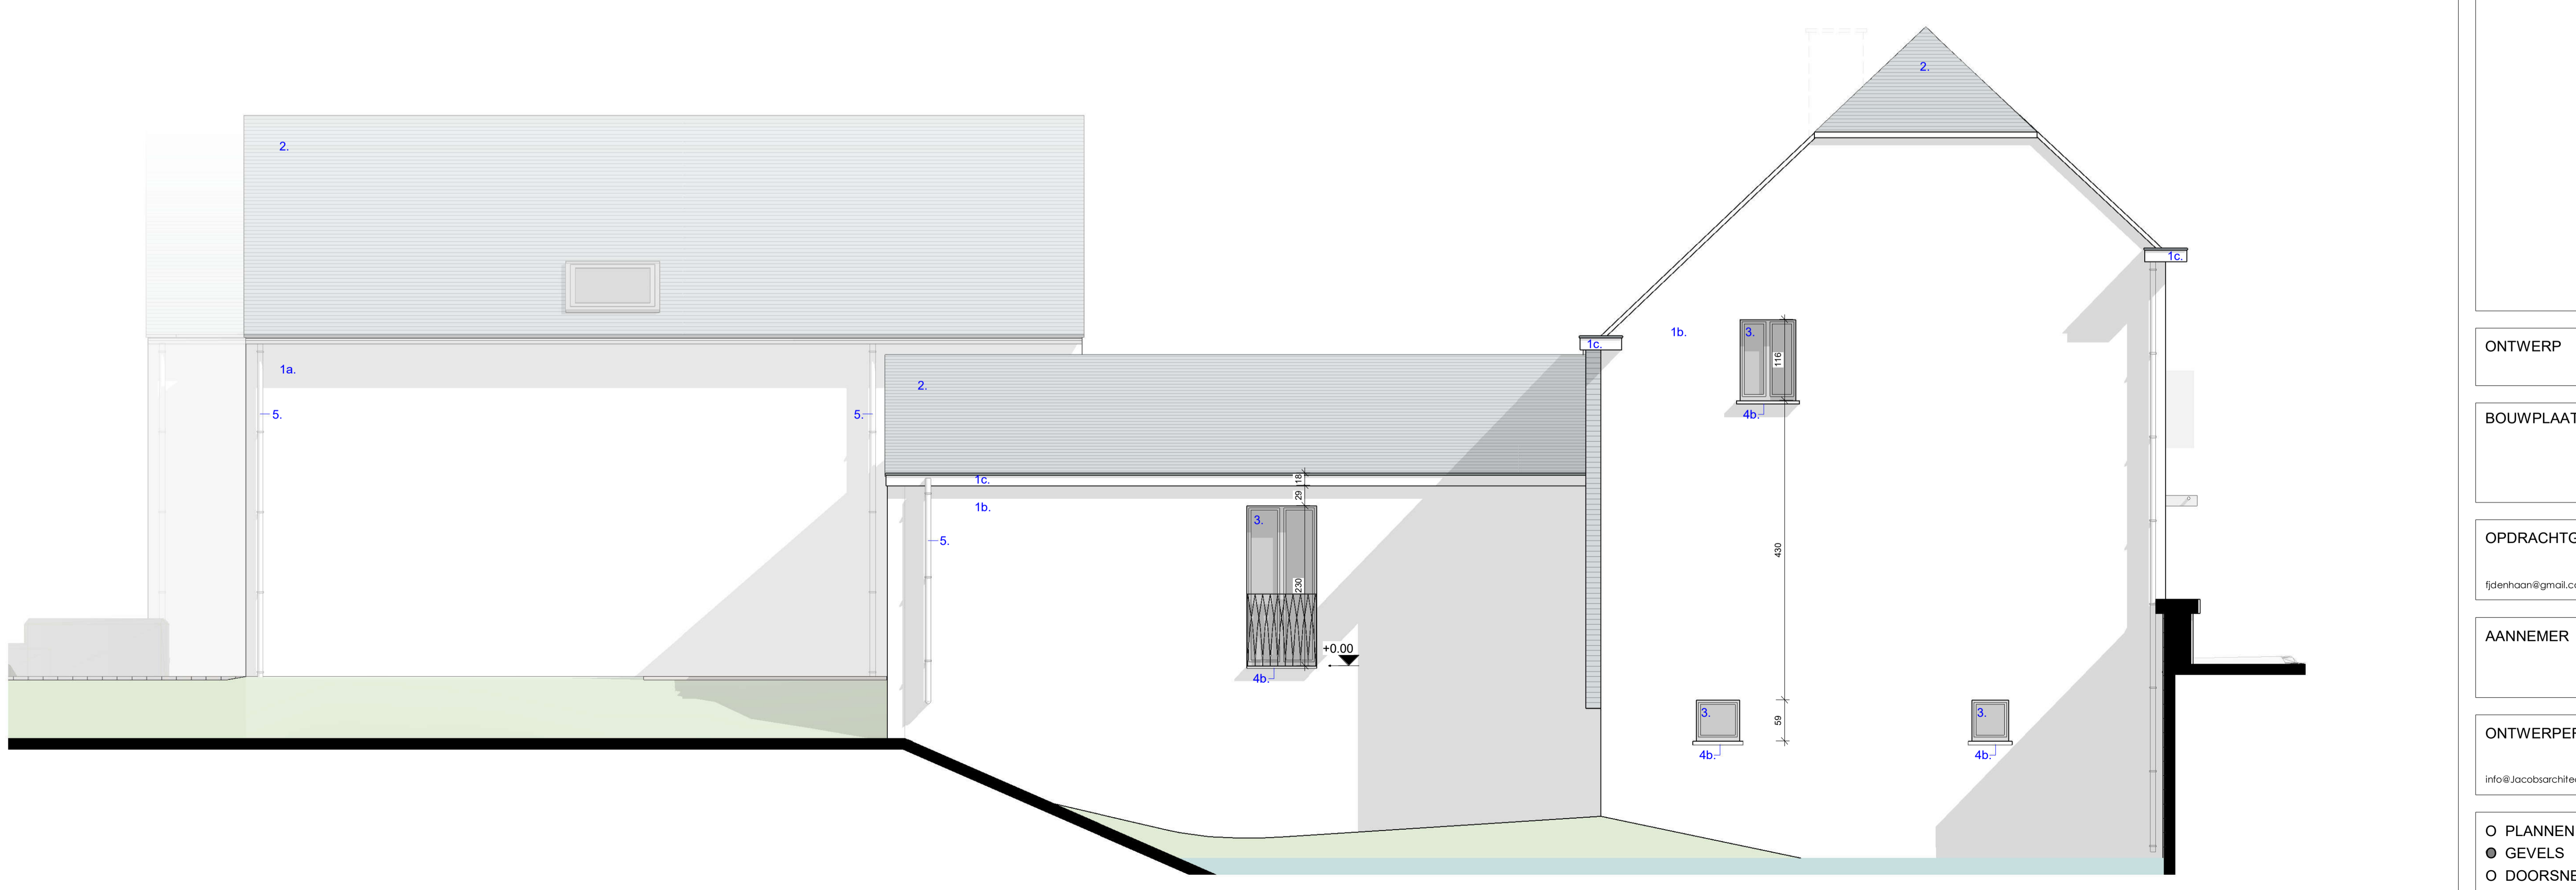 2.
2.
1c.
1c.
1b.
3.
116
4b.
1a.
5.
5.
2.
1c.
18
1b.
29
3.
5.
230
+0.00
4b.
430
3.
59
3.
4b.
4b.
ONTWERP
BOUWPLAAT
OPDRACHTG
fjdenhaan@gmail.co
AANNEMER
ONTWERPER
info@Jacobsarchite
O PLANNEN
GEVELS
O DOORSNE